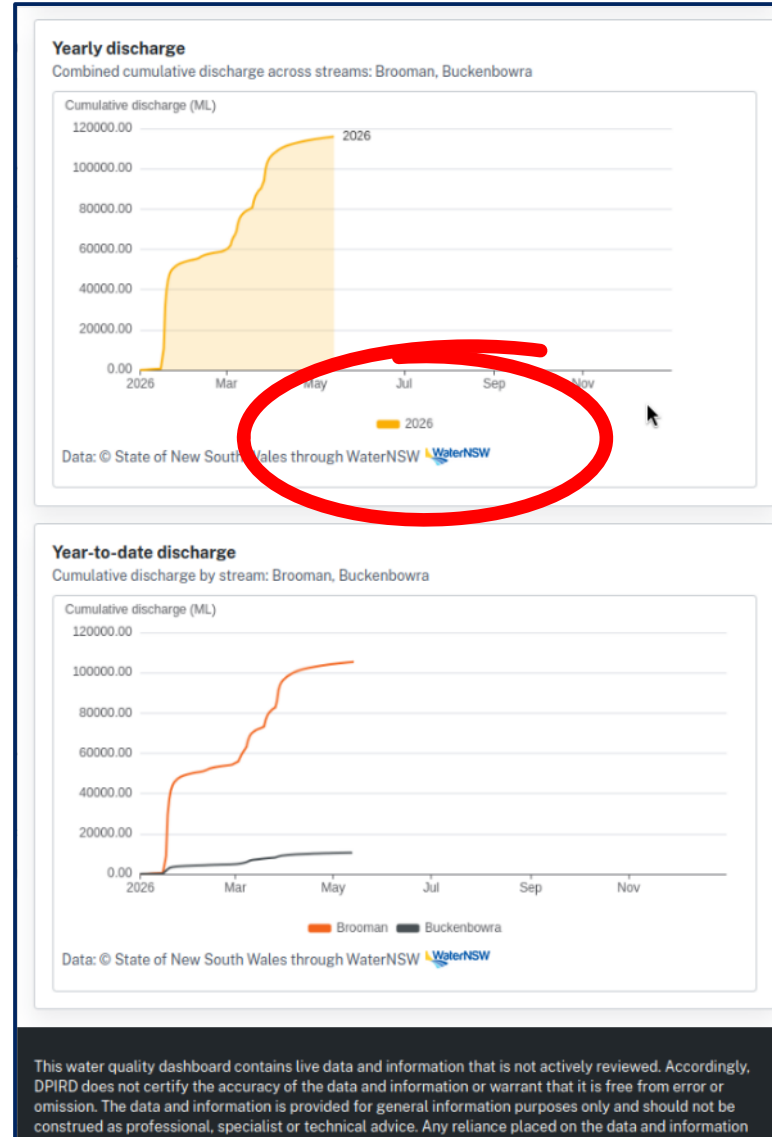 Yearly discharge
Combined cumulative discharge across streams: Brooman, Buckenbowra
Cumulative discharge (ML)
120000.00
2026
100000.00
80000.00
60000.00
40000.00
20000.00
0.00
2026 Mar May Jul Sep Nov
2026
Data: © State of New South Wales through WaterNSW WaterNSW
Year-to-date discharge
Cumulative discharge by stream: Brooman, Buckenbowra
Cumulative discharge (ML)
120000.00
100000.00
80000.00
60000.00
40000.00
20000.00
0.00
2026 Mar May Jul Sep Nov
Brooman Buckenbowra
Data: © State of New South Wales through WaterNSW WaterNSW
This water quality dashboard contains live data and information that is not actively reviewed. Accordingly,
DPIRD does not certify the accuracy of the data and information or warrant that it is free from error or
omission. The data and information is provided for general information purposes only and should not be
construed as professional, specialist or technical advice. Any reliance placed on the data and information